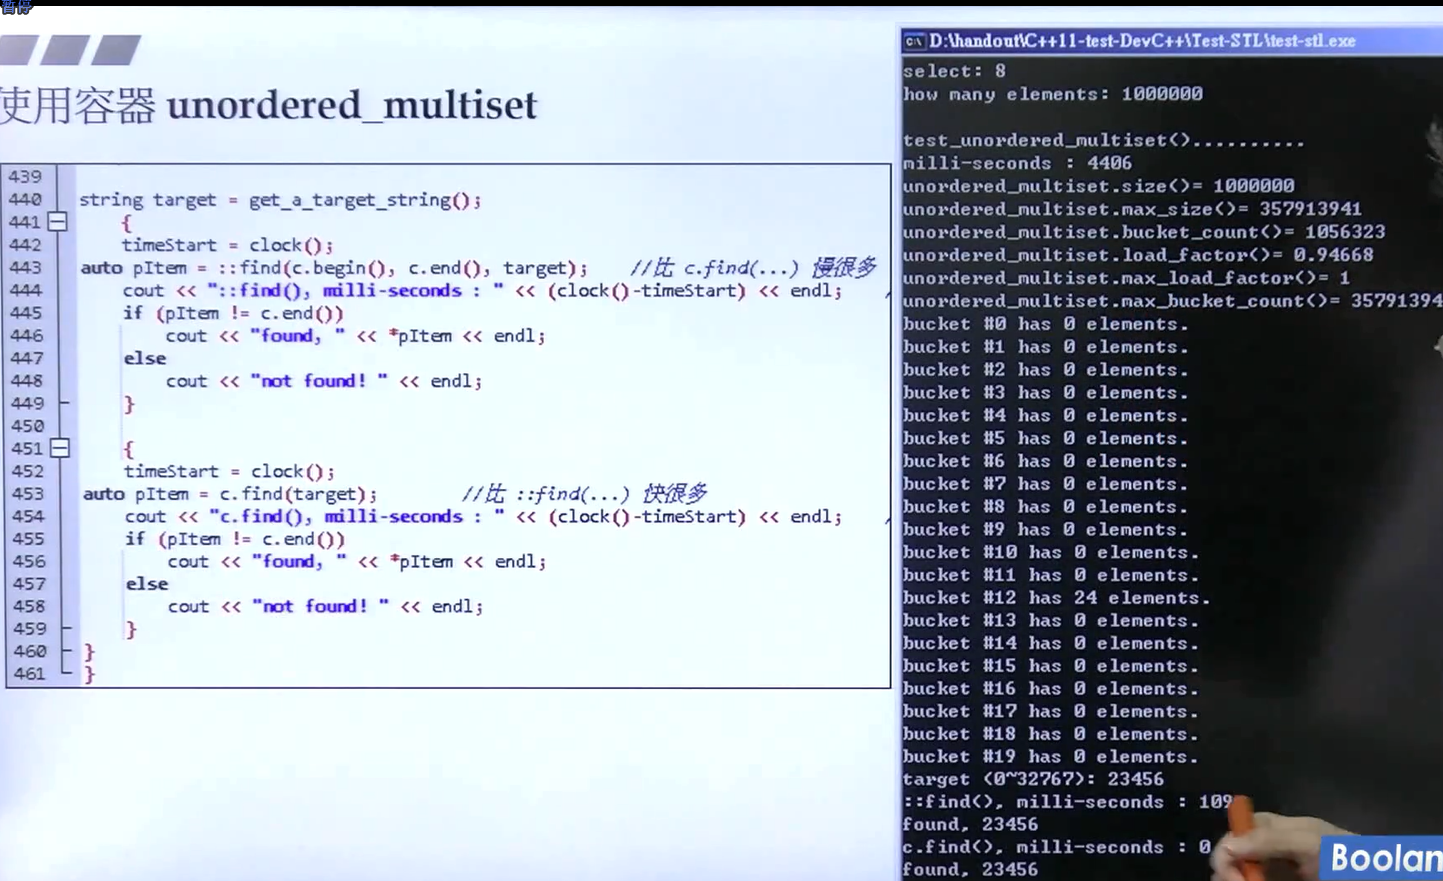 暂停
使用容器 unordered_multiset
439
440 string target = get_a_target_string();
441 {
442 timeStart = clock();
443 auto pItem = ::find(c.begin(), c.end(), target); //比 c.find(...) 慢很多
444 cout << "::find(), milli-seconds : " << (clock()-timeStart) << endl;
445 if (pItem != c.end())
446 cout << "found, " << *pItem << endl;
447 else
448 cout << "not found! " << endl;
449 }
450
451 {
452 timeStart = clock();
453 auto pItem = c.find(target); //比 ::find(...) 快很多
454 cout << "c.find(), milli-seconds : " << (clock()-timeStart) << endl;
455 if (pItem != c.end())
456 cout << "found, " << *pItem << endl;
457 else
458 cout << "not found! " << endl;
459 }
460 }
461 }
D:\handout\C++11-test-DevC++\Test-STL\test-stl.exe
select: 8
how many elements: 1000000
test_unordered_multiset()..........
milli-seconds : 4406
unordered_multiset.size()= 1000000
unordered_multiset.max_size()= 357913941
unordered_multiset.bucket_count()= 1056323
unordered_multiset.load_factor()= 0.94668
unordered_multiset.max_load_factor()= 1
unordered_multiset.max_bucket_count()= 35791394
bucket #0 has 0 elements.
bucket #1 has 0 elements.
bucket #2 has 0 elements.
bucket #3 has 0 elements.
bucket #4 has 0 elements.
bucket #5 has 0 elements.
bucket #6 has 0 elements.
bucket #7 has 0 elements.
bucket #8 has 0 elements.
bucket #9 has 0 elements.
bucket #10 has 0 elements.
bucket #11 has 0 elements.
bucket #12 has 24 elements.
bucket #13 has 0 elements.
bucket #14 has 0 elements.
bucket #15 has 0 elements.
bucket #16 has 0 elements.
bucket #17 has 0 elements.
bucket #18 has 0 elements.
bucket #19 has 0 elements.
target (0~32767): 23456
::find(), milli-seconds : 109
found, 23456
c.find(), milli-seconds : 0
found, 23456
Boolan